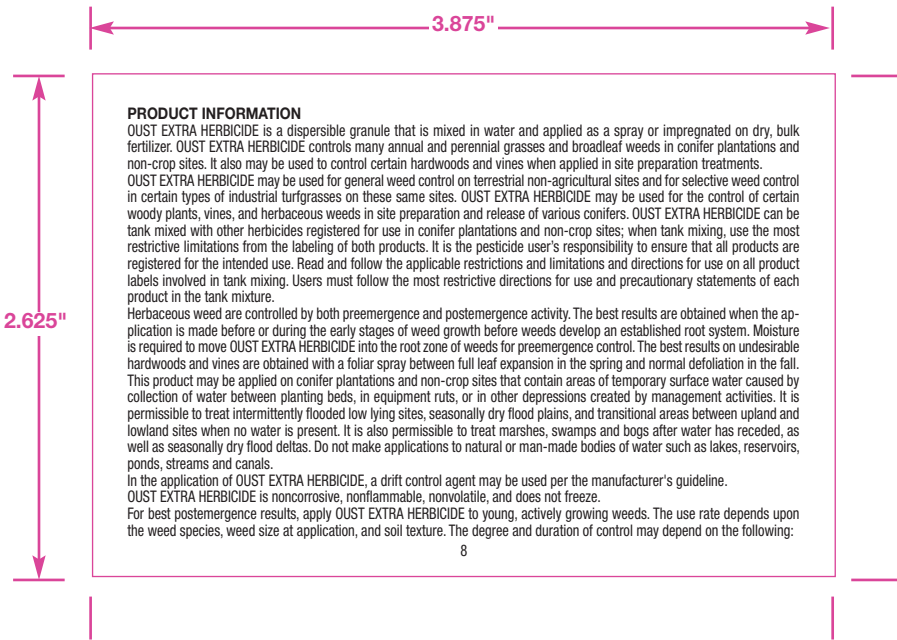 3.875"
PRODUCT INFORMATION
OUST EXTRA HERBICIDE is a dispersible granule that is mixed in water and applied as a spray or impregnated on dry, bulk
fertilizer. OUST EXTRA HERBICIDE controls many annual and perennial grasses and broadleaf weeds in conifer plantations and
non-crop sites. It also may be used to control certain hardwoods and vines when applied in site preparation treatments.
OUST EXTRA HERBICIDE may be used for general weed control on terrestrial non-agricultural sites and for selective weed control
in certain types of industrial turfgrasses on these same sites. OUST EXTRA HERBICIDE may be used for the control of certain
woody plants, vines, and herbaceous weeds in site preparation and release of various conifers. OUST EXTRA HERBICIDE can be
tank mixed with other herbicides registered for use in conifer plantations and non-crop sites; when tank mixing, use the most
restrictive limitations from the labeling of both products. It is the pesticide user's responsibility to ensure that all products are
registered for the intended use. Read and follow the applicable restrictions and limitations and directions for use on all product
labels involved in tank mixing. Users must follow the most restrictive directions for use and precautionary statements of each
product in the tank mixture.
2.625"
Herbaceous weed are controlled by both preemergence and postemergence activity. The best results are obtained when the ap-
plication is made before or during the early stages of weed growth before weeds develop an established root system. Moisture
is required to move OUST EXTRA HERBICIDE into the root zone of weeds for preemergence control. The best results on undesirable
hardwoods and vines are obtained with a foliar spray between full leaf expansion in the spring and normal defoliation in the fall.
This product may be applied on conifer plantations and non-crop sites that contain areas of temporary surface water caused by
collection of water between planting beds, in equipment ruts, or in other depressions created by management activities. It is
permissible to treat intermittently flooded low lying sites, seasonally dry flood plains, and transitional areas between upland and
lowland sites when no water is present. It is also permissible to treat marshes, swamps and bogs after water has receded, as
well as seasonally dry flood deltas. Do not make applications to natural or man-made bodies of water such as lakes, reservoirs,
ponds, streams and canals.
In the application of OUST EXTRA HERBICIDE, a drift control agent may be used per the manufacturer's guideline.
OUST EXTRA HERBICIDE is noncorrosive, nonflammable, nonvolatile, and does not freeze.
For best postemergence results, apply OUST EXTRA HERBICIDE to young, actively growing weeds. The use rate depends upon
the weed species, weed size at application, and soil texture. The degree and duration of control may depend on the following:
8